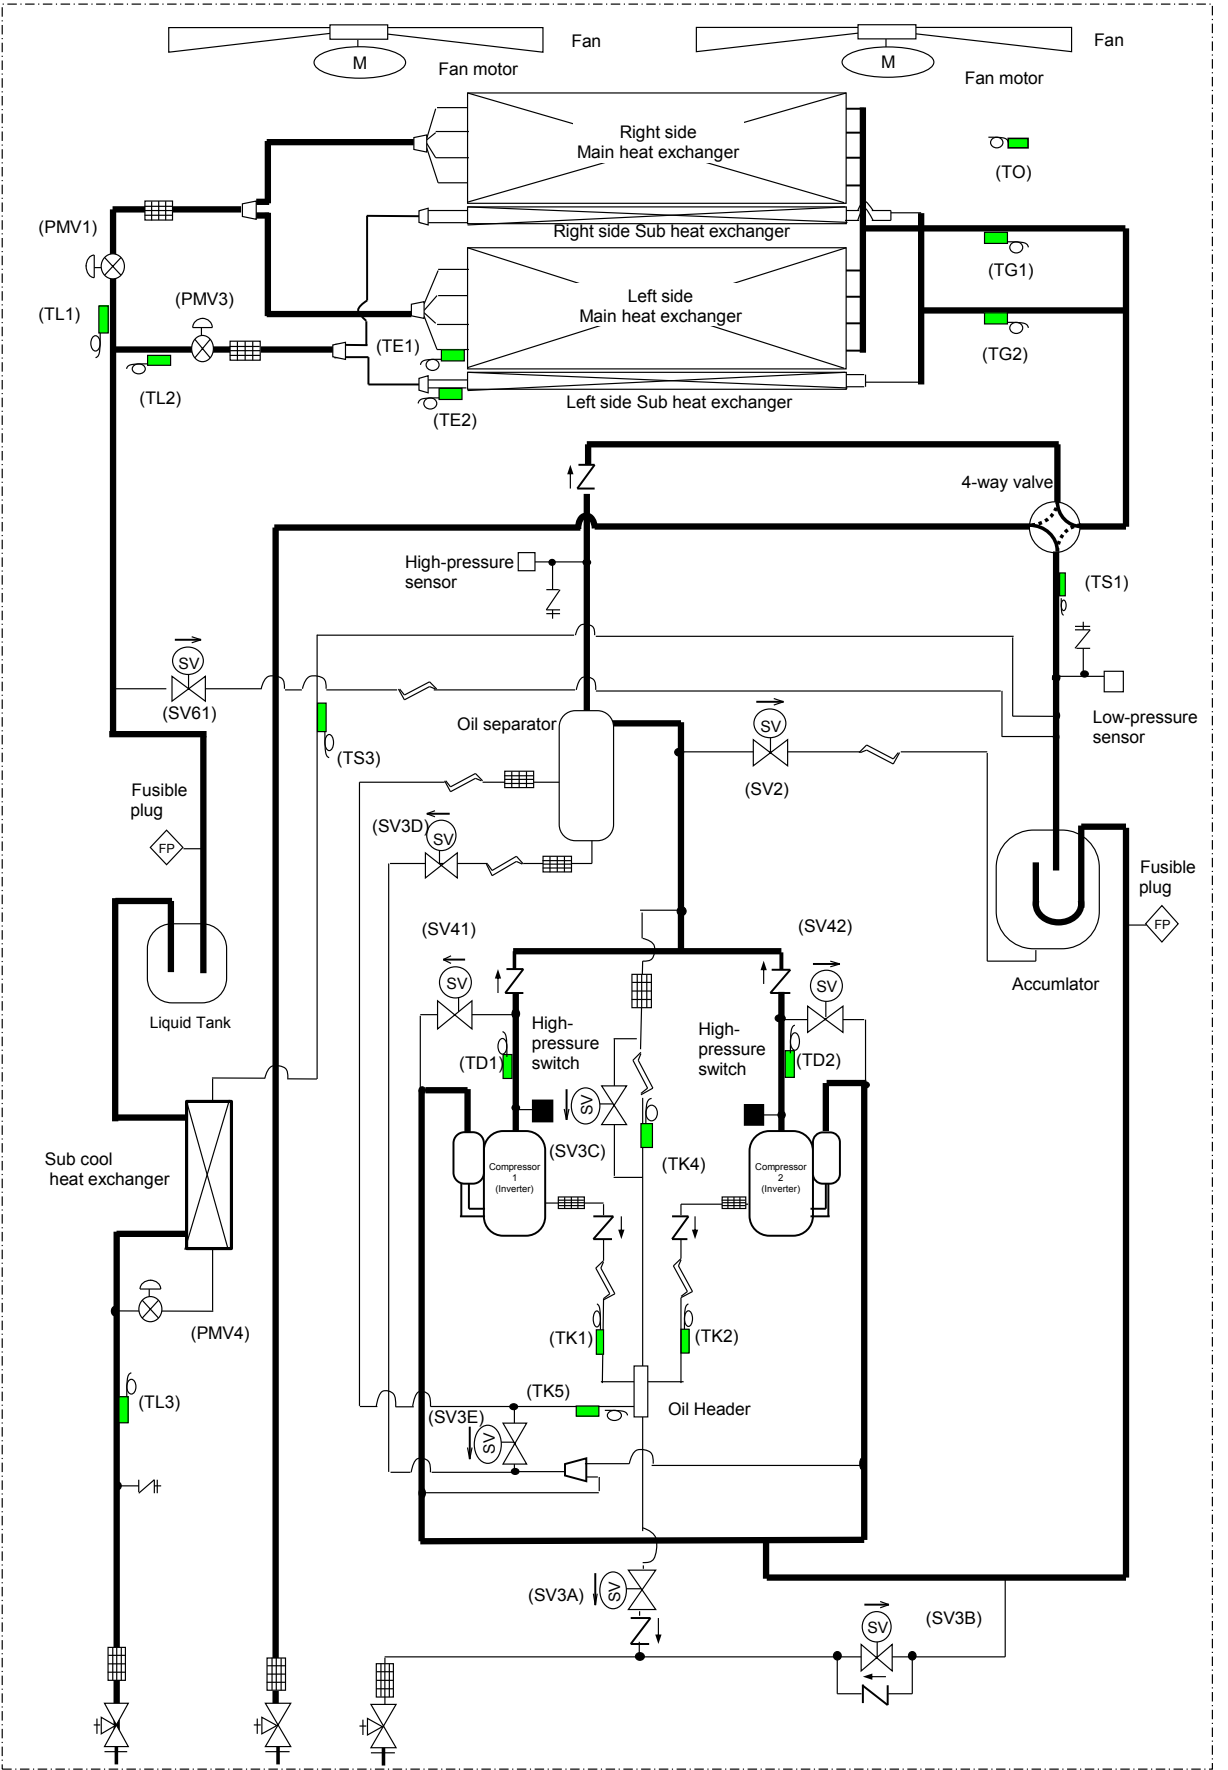 Fan
Fan
M
M
Fan motor
Fan motor
Right side
Main heat exchanger
(TO)
(PMV1)
Right side Sub heat exchanger
(TG1)
(PMV3)
Left side
Main heat exchanger
(TL1)
(TE1)
(TG2)
(TL2)
(TE2)
Left side Sub heat exchanger
4-way valve
High-pressure
sensor
(TS1)
SV
(SV61)
Oil separator
SV
Low-pressure
sensor
(TS3)
(SV2)
Fusible
plug
(SV3D)
SV
FP
Fusible
plug
(SV41)
(SV42)
FP
SV
SV
Accumlator
Liquid Tank
High-
pressure
switch
High-
pressure
switch
(TD1)
(TD2)
SV
(SV3C)
Sub cool
heat exchanger
(TK4)
Compressor
1
(Inverter)
Compressor
2
(Inverter)
(PMV4)
(TK1)
(TK2)
(TL3)
(TK5)
Oil Header
(SV3E)
SV
(SV3A)
SV
(SV3B)
SV